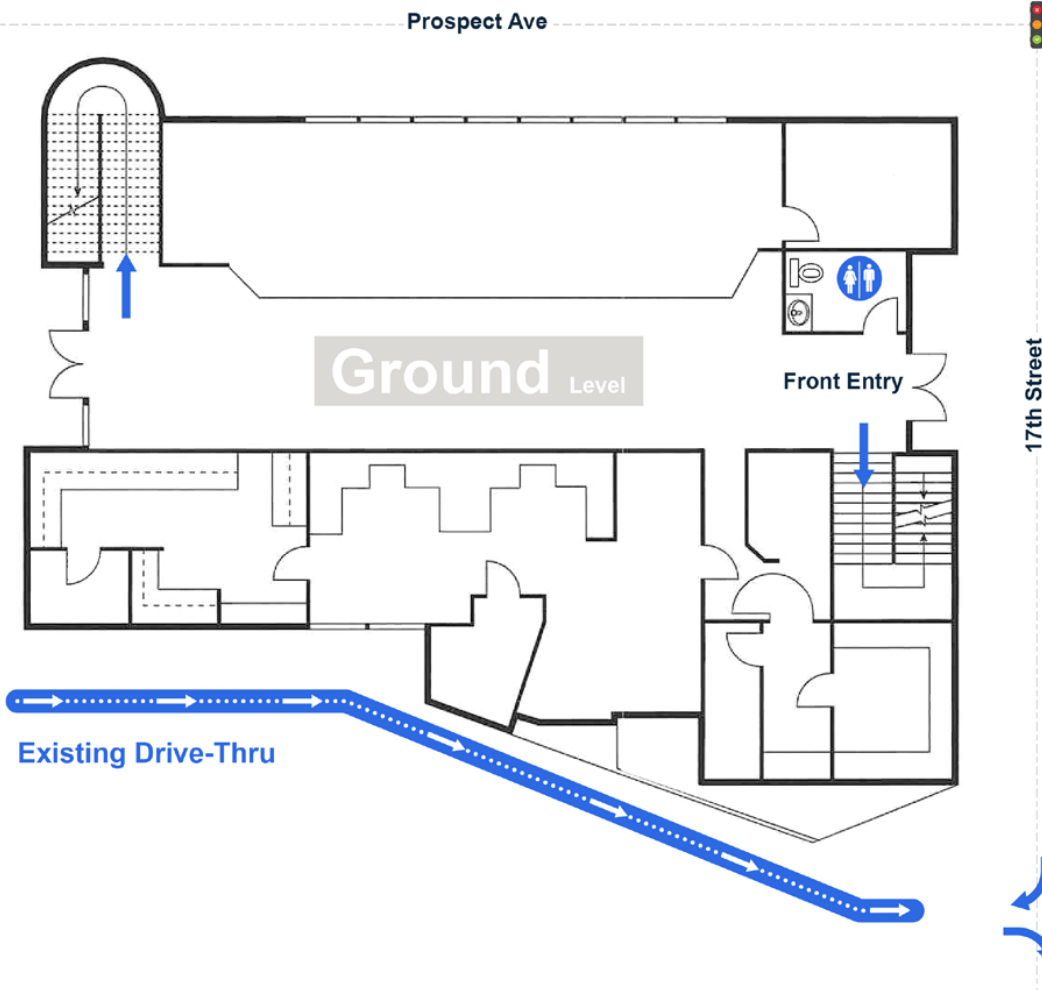 Prospect Ave
Ground Level
Front Entry
17th Street
Existing Drive-Thru